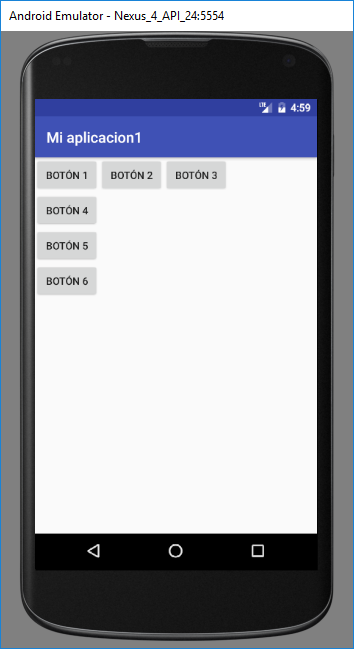 Android Emulator - Nexus_4_API_24:5554
LTE 4:59
Mi aplicacion1
BOTÓN 1 BOTÓN 2 BOTÓN 3
BOTÓN 4
BOTÓN 5
BOTÓN 6